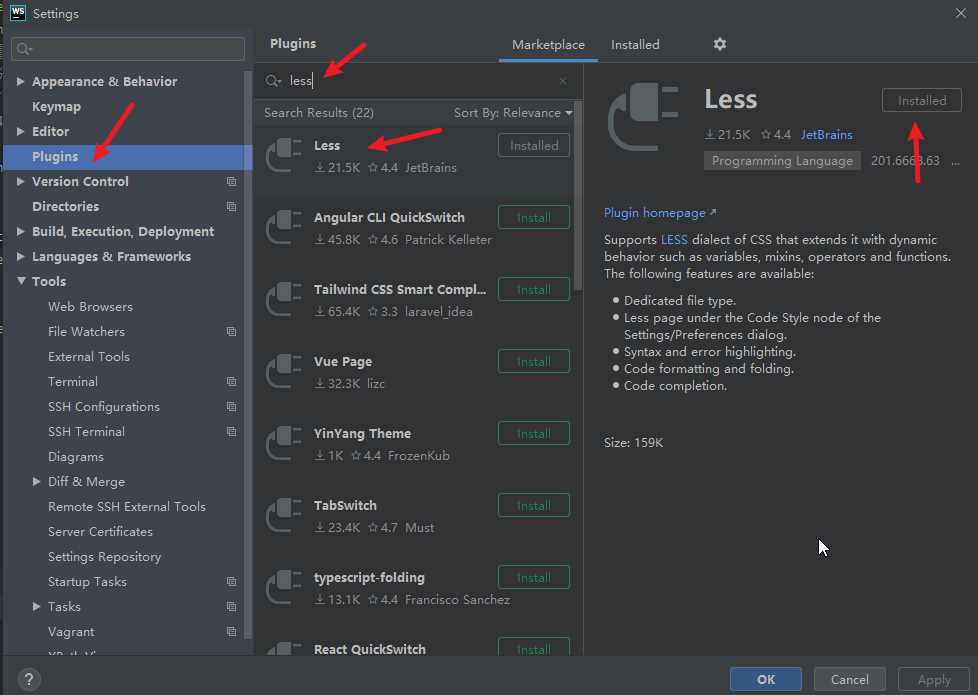 WS Settings
Appearance & Behavior
Keymap
Editor
Plugins
Version Control
Directories
Build, Execution, Deployment
Languages & Frameworks
Tools
Web Browsers
File Watchers
External Tools
Terminal
SSH Configurations
SSH Terminal
Diagrams
Diff & Merge
Remote SSH External Tools
Server Certificates
Settings Repository
Startup Tasks
Tasks
Vagrant
Plugins
Marketplace
Installed
less
Search Results (22) Sort By: Relevance
Less Installed
21.5K 4.4 JetBrains
Angular CLI QuickSwitch Install
45.8K 4.6 Patrick Kelleter
Tailwind CSS Smart Compl... Install
65.4K 3.3 laravel_idea
Vue Page Install
32.3K lizc
YinYang Theme Install
1K 4.4 FrozenKub
TabSwitch Install
23.4K 4.7 Must
typescript-folding Install
13.1K 4.4 Francisco Sanchez
React QuickSwitch Install
Less Installed
21.5K 4.4 JetBrains
Programming Language 201.6668.63 ...
Plugin homepage
Supports LESS dialect of CSS that extends it with dynamic
behavior such as variables, mixins, operators and functions.
The following features are available:
Dedicated file type.
Less page under the Code Style node of the
Settings/Preferences dialog.
Syntax and error highlighting.
Code formatting and folding.
Code completion.
Size: 159K
?
OK
Cancel
Apply